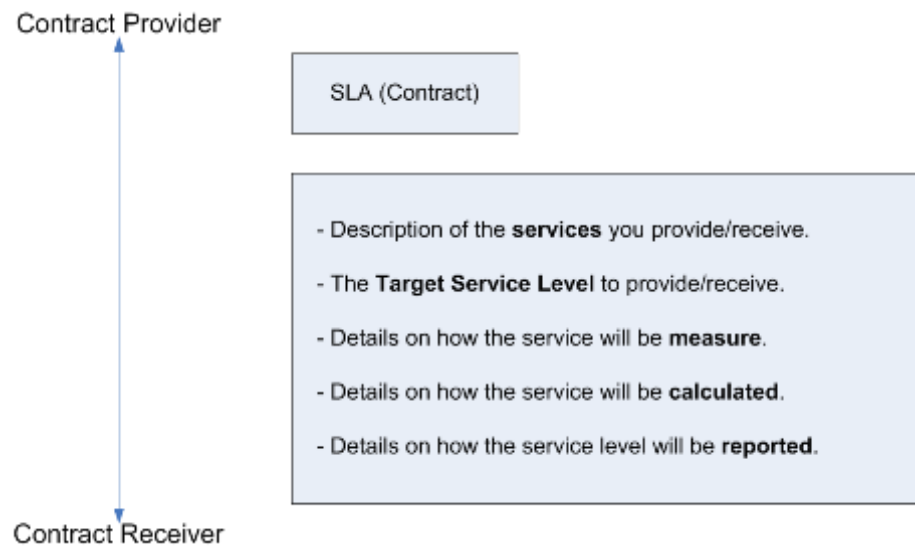 Contract Provider
SLA (Contract)
- Description of the services you provide/receive.
- The Target Service Level to provide/receive.
- Details on how the service will be measure.
- Details on how the service will be calculated.
- Details on how the service level will be reported.
Contract Receiver